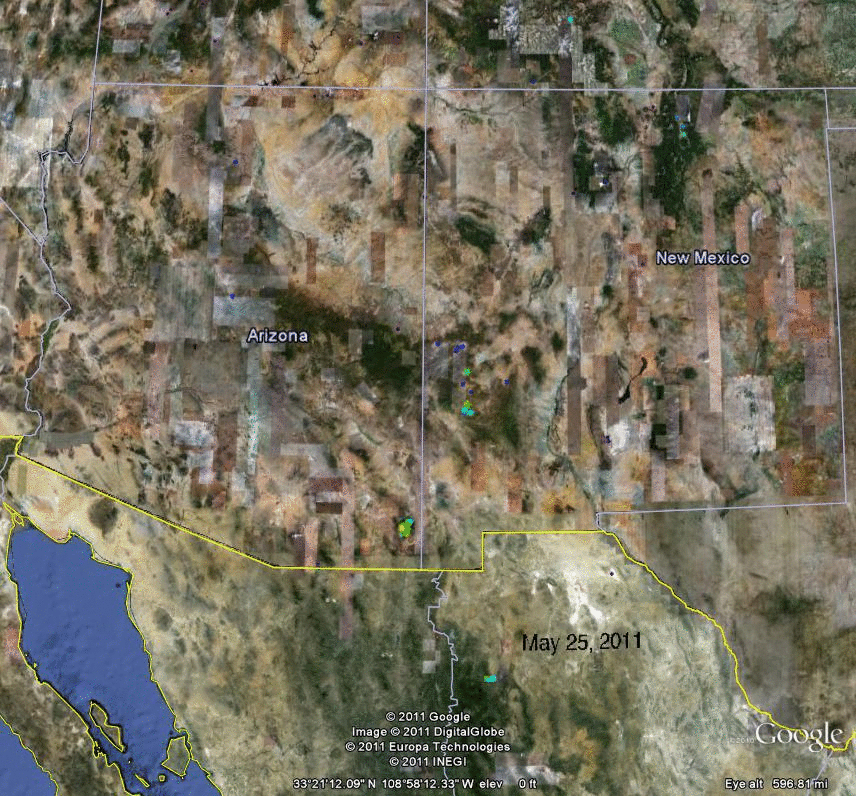 New Mexico
Arizona
May 25, 2011
© 2011 Google
Image © 2011 DigitalGlobe
© 2011 Europa Technologies
© 2011 INEGI
Google
33°21'12.09" N 108°58'12.33" W elev 0 ft
Eye alt 596.81 mi